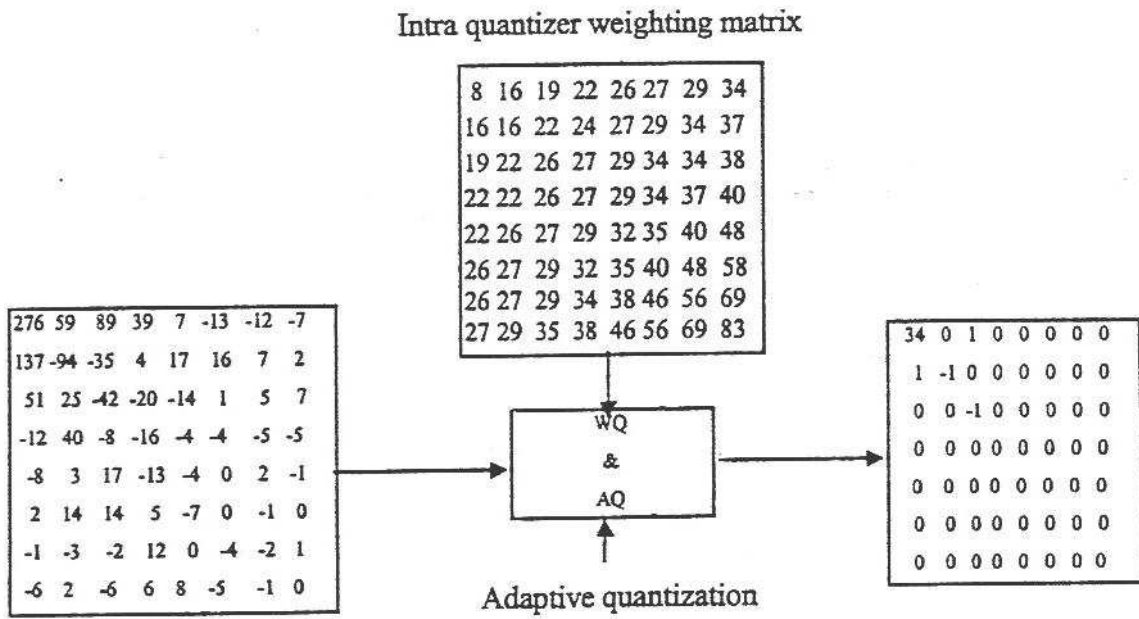 Intra quantizer weighting matrix
8 16 19 22 26 27 29 34
16 16 22 24 27 29 34 37
19 22 26 27 29 34 34 38
22 22 26 27 29 34 37 40
22 26 27 29 32 35 40 48
26 27 29 32 35 40 48 58
26 27 29 34 38 46 56 69
27 29 35 38 46 56 69 83
276 59 89 39 7 -13 -12 -7
137 -94 -35 4 17 16 7 2
51 25 -42 -20 -14 1 5 7
-12 40 -8 -16 -4 -4 -5 -5
-8 3 17 -13 -4 0 2 -1
2 14 14 5 -7 0 -1 0
-1 -3 -2 12 0 -4 -2 1
-6 2 -6 6 8 -5 -1 0
WQ
&
AQ
Adaptive quantization
34 0 1 0 0 0 0 0
1 -1 0 0 0 0 0 0
0 0 -1 0 0 0 0 0
0 0 0 0 0 0 0 0
0 0 0 0 0 0 0 0
0 0 0 0 0 0 0 0
0 0 0 0 0 0 0 0